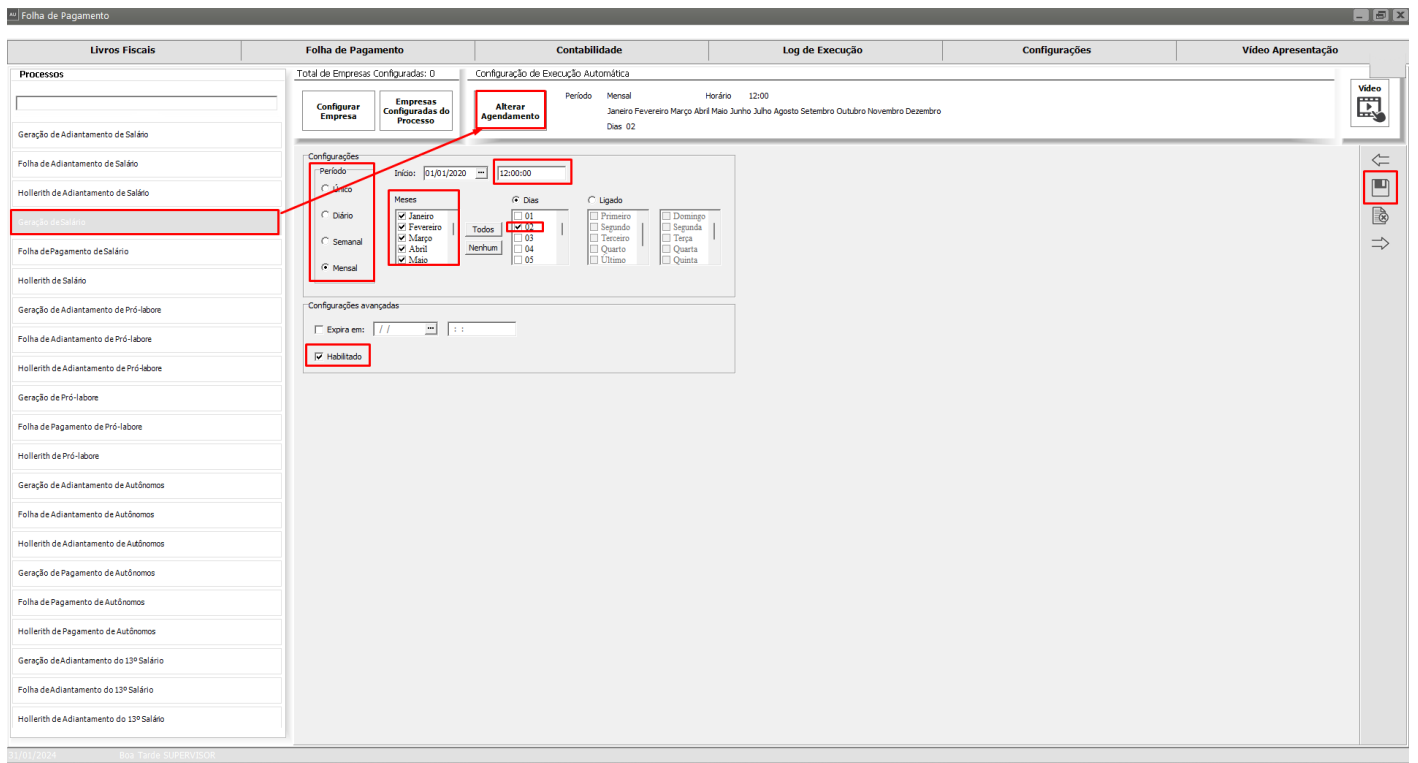 AU Folha de Pagamento
Livros Fiscais Folha de Pagamento Contabilidade Log de Execução Configurações Vídeo Apresentação
Processos
Geração de Adiantamento de Salário
Folha de Adiantamento de Salário
Hollerith de Adiantamento de Salário
Geração de Salário
Folha de Pagamento de Salário
Hollerith de Salário
Geração de Adiantamento de Pró-labore
Folha de Adiantamento de Pró-labore
Hollerith de Adiantamento de Pró-labore
Geração de Pró-labore
Folha de Pagamento de Pró-labore
Hollerith de Pró-labore
Geração de Adiantamento de Autônomos
Folha de Adiantamento de Autônomos
Hollerith de Adiantamento de Autônomos
Geração de Pagamento de Autônomos
Folha de Pagamento de Autônomos
Hollerith de Pagamento de Autônomos
Geração de Adiantamento do 13º Salário
Folha de Adiantamento do 13º Salário
Hollerith de Adiantamento do 13º Salário
Total de Empresas Configuradas: 0
Configurar
Empresa
Empresas
Configuradas do
Processo
Configuração de Execução Automática
Alterar
Agendamento
Período Mensal Horário 12:00
Janeiro Fevereiro Março Abril Maio Junho Julho Agosto Setembro Outubro Novembro Dezembro
Dias 02
Vídeo
Configurações
Período
Único
Diário
Semanal
Mensal
Início: 01/01/2020 ... 12:00:00
Meses
Janeiro
Fevereiro
Março
Abril
Maio
Todos
Nenhum
Dias
01
02
03
04
05
Ligado
Primeiro
Segundo
Terceiro
Quarto
Último
Domingo
Segunda
Terça
Quarta
Quinta
Configurações avançadas
Expira em: / / ... : :
Habilitado
31/01/2024 Boa Tarde SUPERVISOR